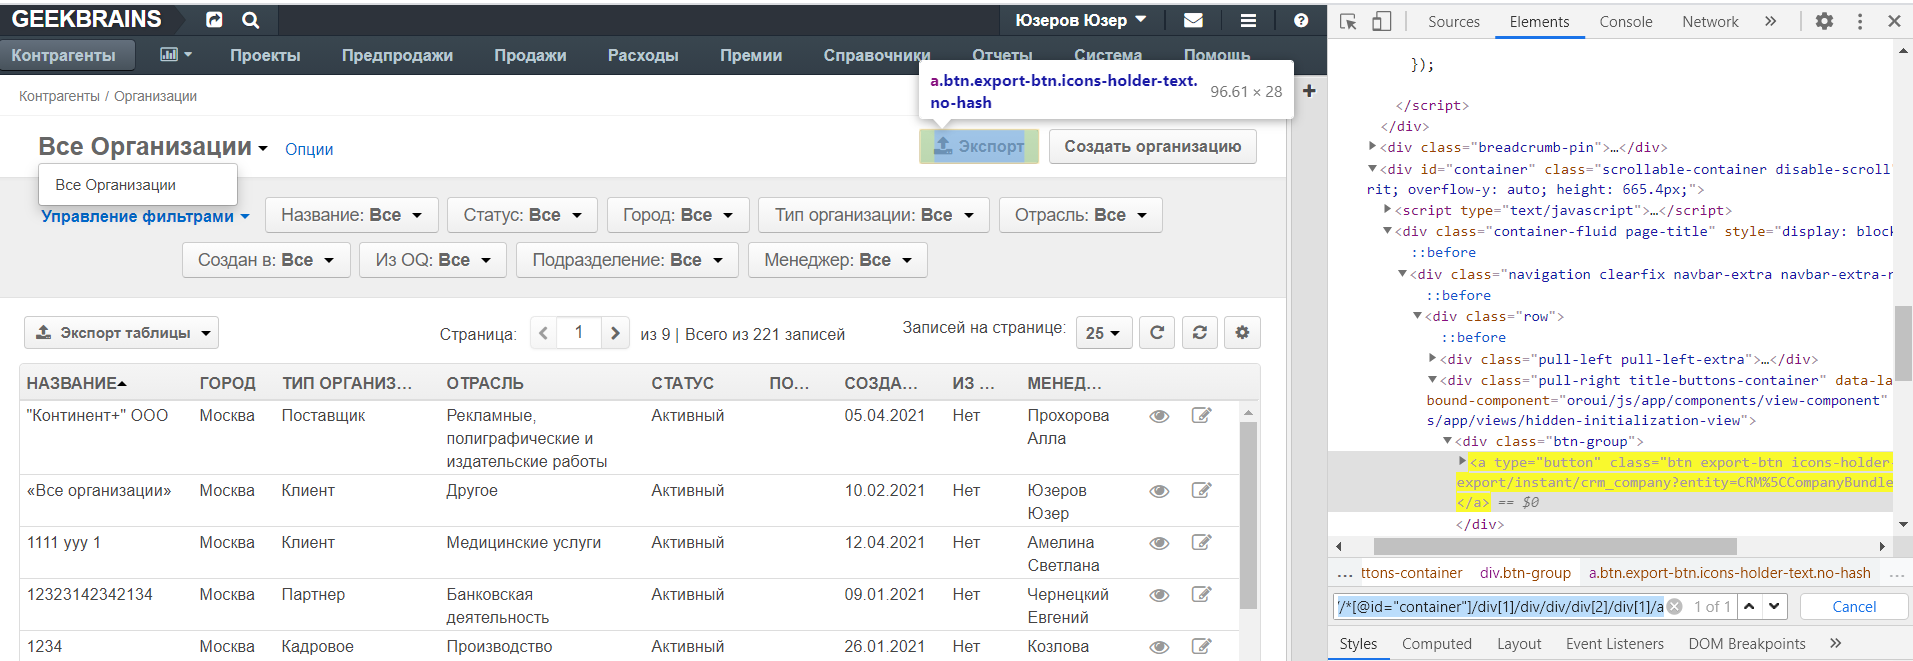 GEEKBRAINS
Юзеров Юзер
Контрагенты Проекты Предпродажи Продажи Расходы Премии Справочники Отчеты Система Помощь
Контрагенты / Организации
a.btn.export-btn.icons-holder-text.
no-hash
96.61 × 28
Все Организации Опции
Экспорт Создать организацию
Все Организации
Управление фильтрами Название: Все Статус: Все Город: Все Тип организации: Все Отрасль: Все
Создан в: Все Из OQ: Все Подразделение: Все Менеджер: Все
Экспорт таблицы Страница: 1 из 9 | Всего из 221 записей Записей на странице: 25
НАЗВАНИЕ ГОРОД ТИП ОРГАНИЗ... ОТРАСЛЬ СТАТУС ПО... СОЗДА... ИЗ ... МЕНЕД...
"Континент+" ООО Москва Поставщик Рекламные, Активный 05.04.2021 Нет Прохорова
полиграфические и Алла
издательские работы
«Все организации» Москва Клиент Другое Активный 10.02.2021 Нет Юзеров
Юзер
1111 ууу 1 Москва Клиент Медицинские услуги Активный 12.04.2021 Нет Амелина
Светлана
12323142342134 Москва Партнер Банковская Активный 09.01.2021 Нет Чернецкий
деятельность Евгений
1234 Москва Кадровое Производство Активный 26.01.2021 Нет Козлова
Sources Elements Console Network »
});
</script>
</div>
<div class="breadcrumb-pin">…</div>
<div id="container" class="scrollable-container disable-scroll
rit; overflow-y: auto; height: 665.4px;">
<script type="text/javascript">…</script>
<div class="container-fluid page-title" style="display: block
::before
<div class="navigation clearfix navbar-extra navbar-extra-r
::before
<div class="row">
::before
<div class="pull-left pull-left-extra">…</div>
<div class="pull-right title-buttons-container" data-la
bound-component="oroui/js/app/components/view-component"
s/app/views/hidden-initialization-view">
<div class="btn-group">
<a type="button" class="btn export-btn icons-holder-
export/instant/crm_company?entity=CRM%5CCompanyBundle
</a> == $0
</div>
... ttons-container div.btn-group a.btn.export-btn.icons-holder-text.no-hash ...
/*[@id="container"]/div[1]/div/div/div[2]/div[1]/a 1 of 1 Cancel
Styles Computed Layout Event Listeners DOM Breakpoints »